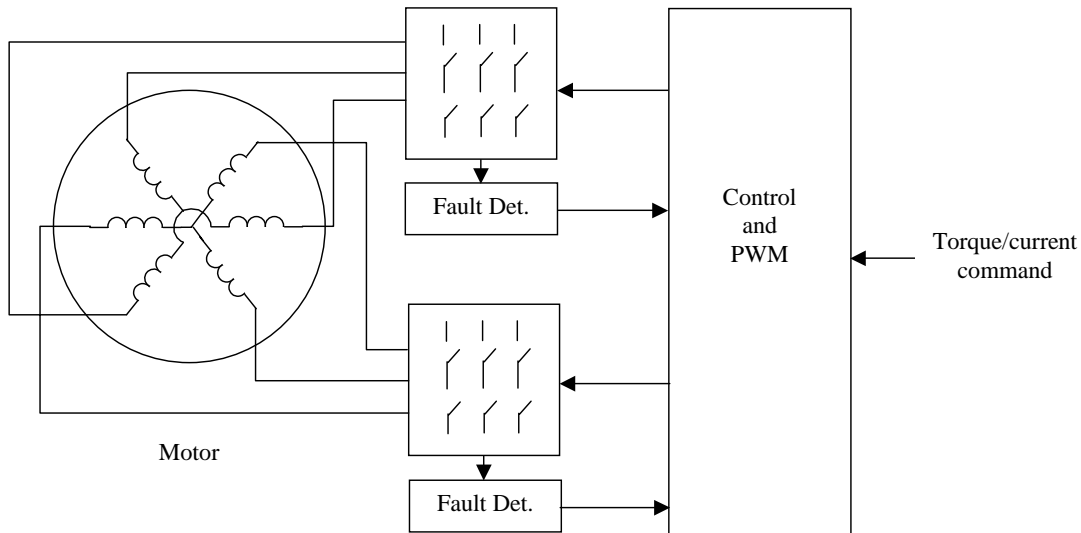 Fault Det.
Control
and
PWM
Torque/current
command
Motor
Fault Det.